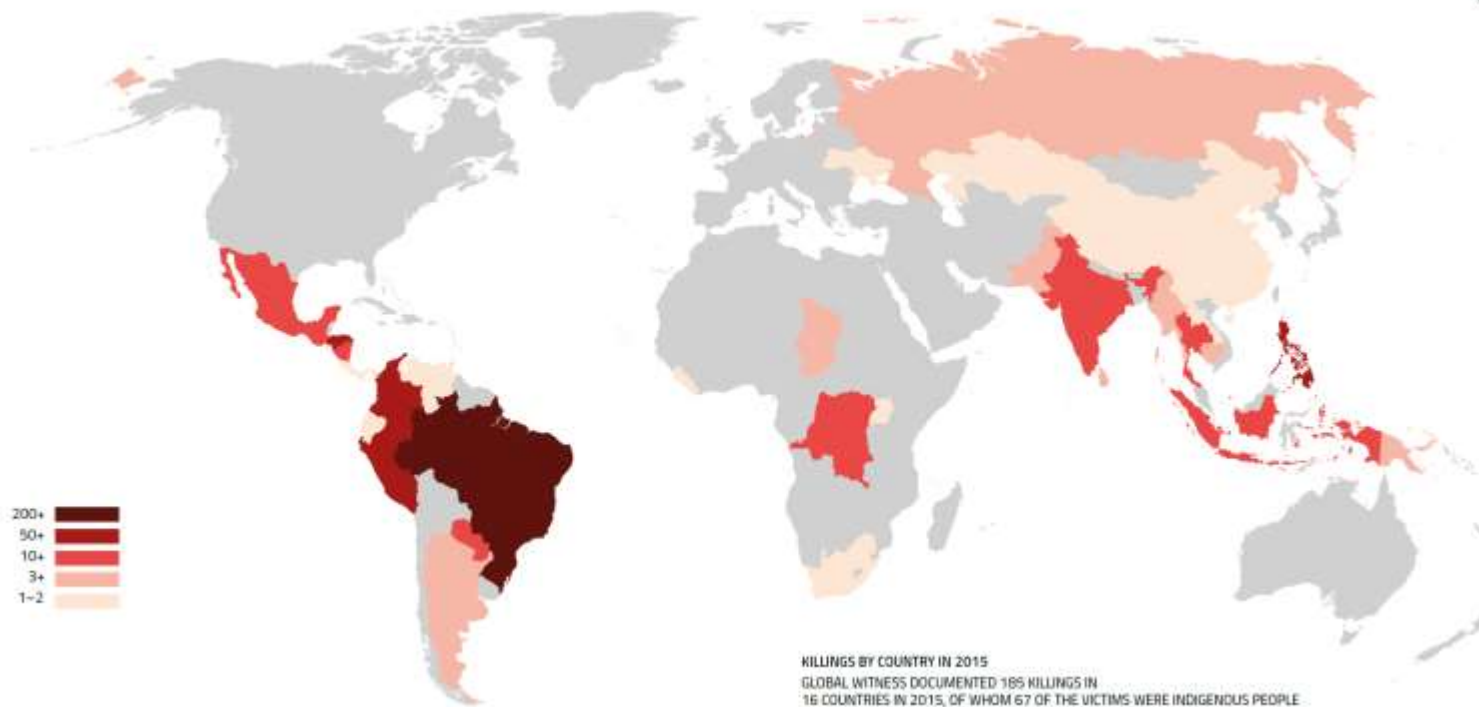 200+
50+
10+
3+
1–2
KILLINGS BY COUNTRY IN 2015
GLOBAL WITNESS DOCUMENTED 185 KILLINGS IN
16 COUNTRIES IN 2015, OF WHOM 67 OF THE VICTIMS WERE INDIGENOUS PEOPLE